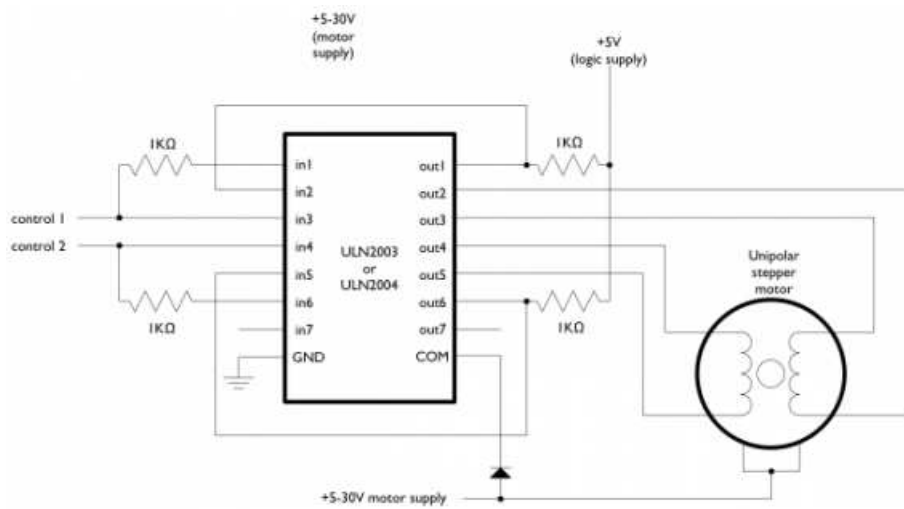 +5-30V
(motor
supply)
+5V
(logic supply)
1KΩ
1KΩ
in1
out1
in2
out2
control 1
in3
out3
control 2
in4
out4
ULN2003
or
ULN2004
Unipolar
stepper
motor
in5
out5
in6
out6
1KΩ
1KΩ
in7
out7
GND
COM
+5-30V motor supply